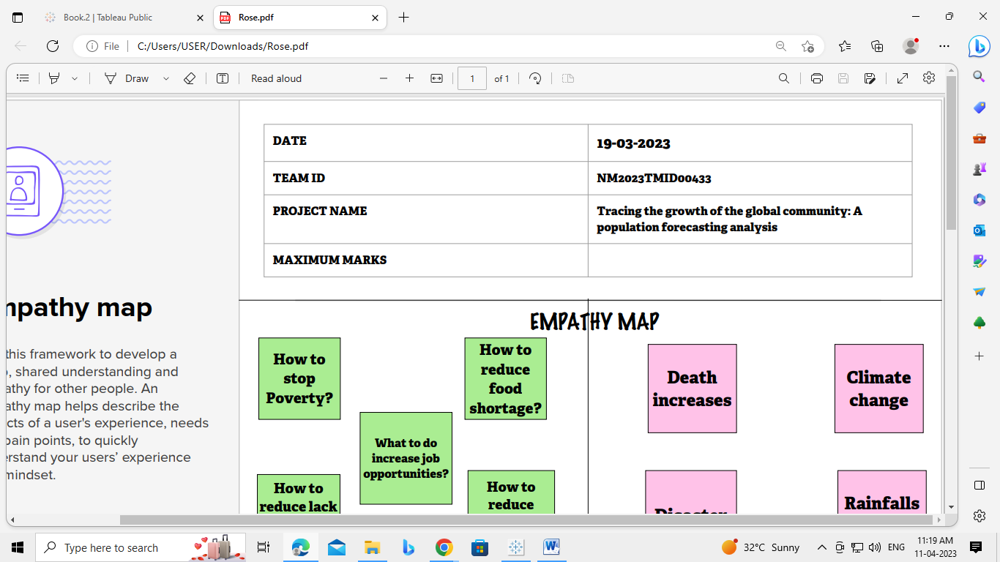 Book.2 | Tableau Public
Rose.pdf
File
C:/Users/USER/Downloads/Rose.pdf
Draw
Read aloud
1
of 1
DATE
19-03-2023
TEAM ID
NM2023TMID00433
PROJECT NAME
Tracing the growth of the global community: A
population forecasting analysis
MAXIMUM MARKS
mpathy map
this framework to develop a
, shared understanding and
athy for other people. An
athy map helps describe the
cts of a user's experience, needs
pain points, to quickly
erstand your users’ experience
mindset.
EMPATHY MAP
How to
stop
Poverty?
How to
reduce
food
shortage?
What to do
increase job
opportunities?
How to
reduce lack
How to
reduce
Death
increases
Climate
change
Disaster
Rainfalls
Type here to search
32°C Sunny
ENG
11:19 AM
11-04-2023